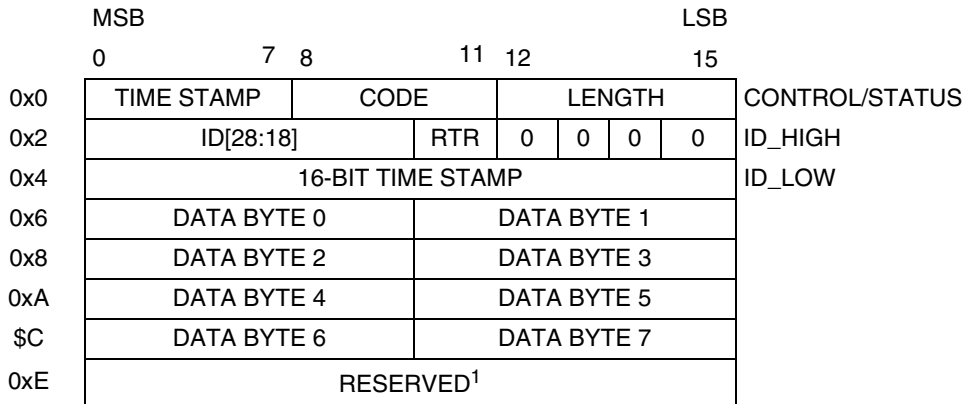 MSB LSB
0 7 8 11 12 15
0x0 TIME STAMP CODE LENGTH CONTROL/STATUS
0x2 ID[28:18] RTR 0 0 0 0 ID_HIGH
0x4 16-BIT TIME STAMP ID_LOW
0x6 DATA BYTE 0 DATA BYTE 1
0x8 DATA BYTE 2 DATA BYTE 3
0xA DATA BYTE 4 DATA BYTE 5
$C DATA BYTE 6 DATA BYTE 7
0xE RESERVED1